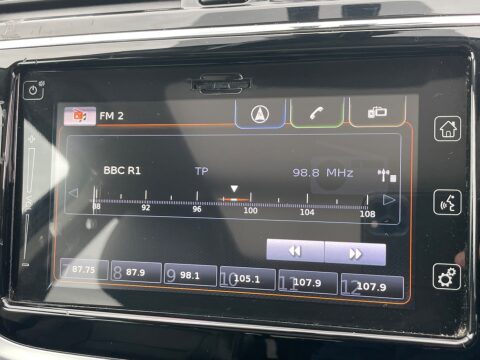 FM 2
BBC R1 TP 98.8 MHz
88 92 96 100 104 108
7 87.75 8 87.9 9 98.1 10 105.1 11 107.9 12 107.9